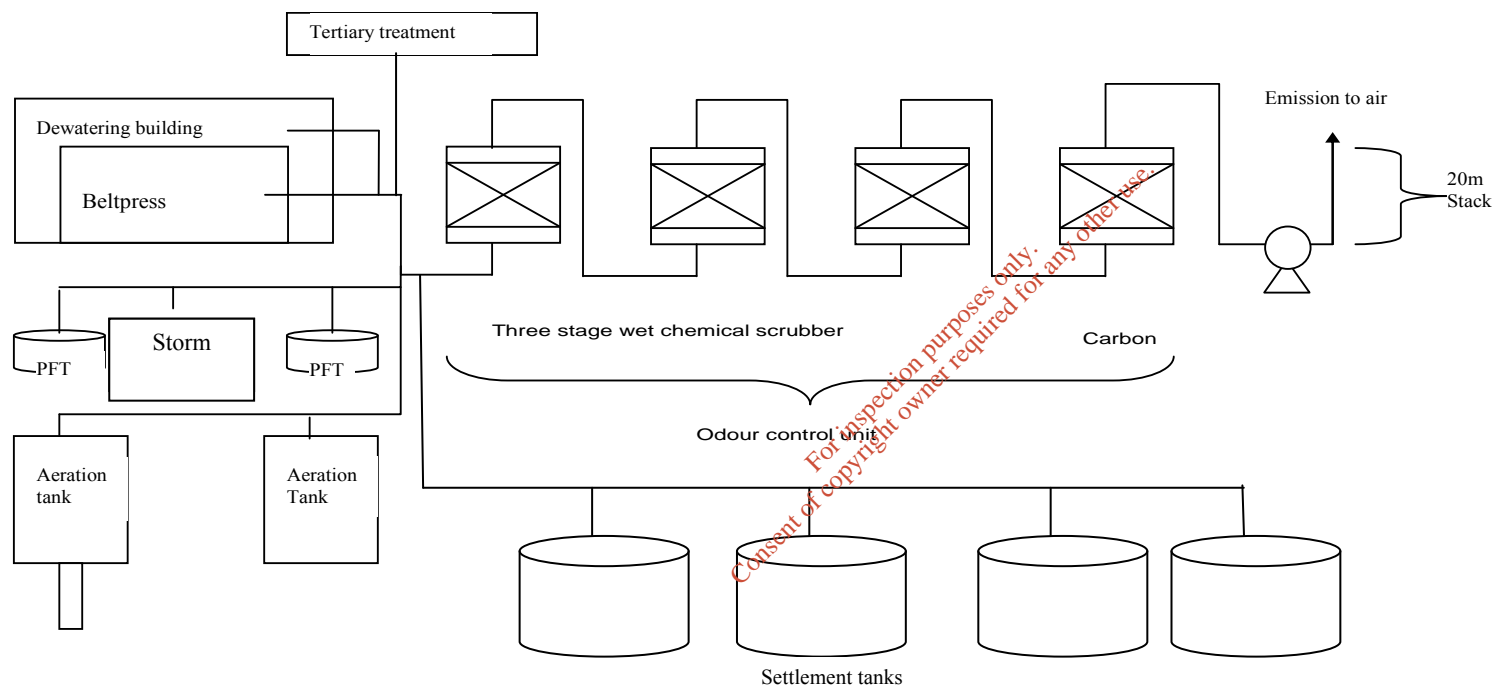 Tertiary treatment
Dewatering building
Beltpress
Emission to air
20m
Stack
PFT
Storm
PFT
Three stage wet chemical scrubber
Carbon
Odour control unit
Aeration
tank
Aeration
Tank
Settlement tanks
For inspection purposes only.
Consent of copyright owner required for any other use.